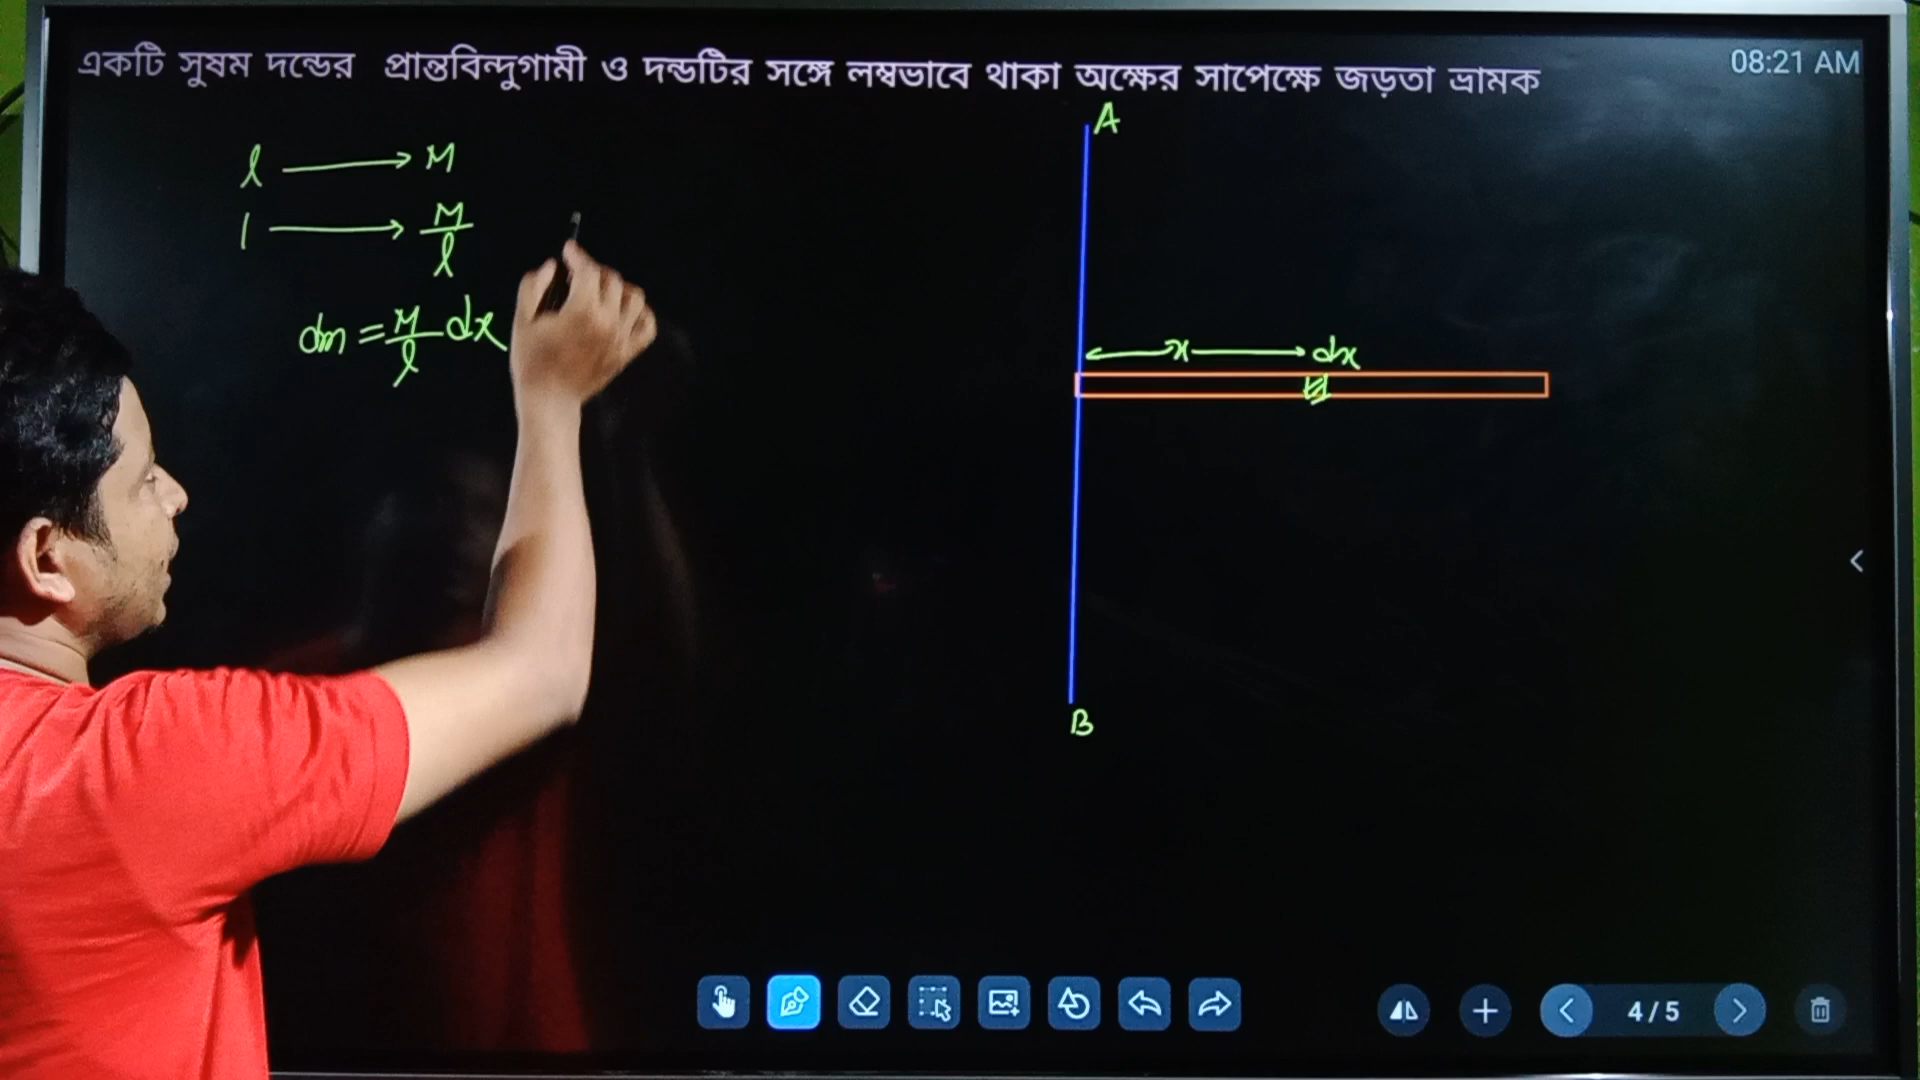 একটি সুষম দন্ডের প্রান্তবিন্দুগামী ও দন্ডটির সঙ্গে লম্বভাবে থাকা অক্ষের সাপেক্ষে জড়তা ভ্রামক
08:21 AM
l → M
1 → M/l
dm = M/l dx
A
x dx
B
4/5